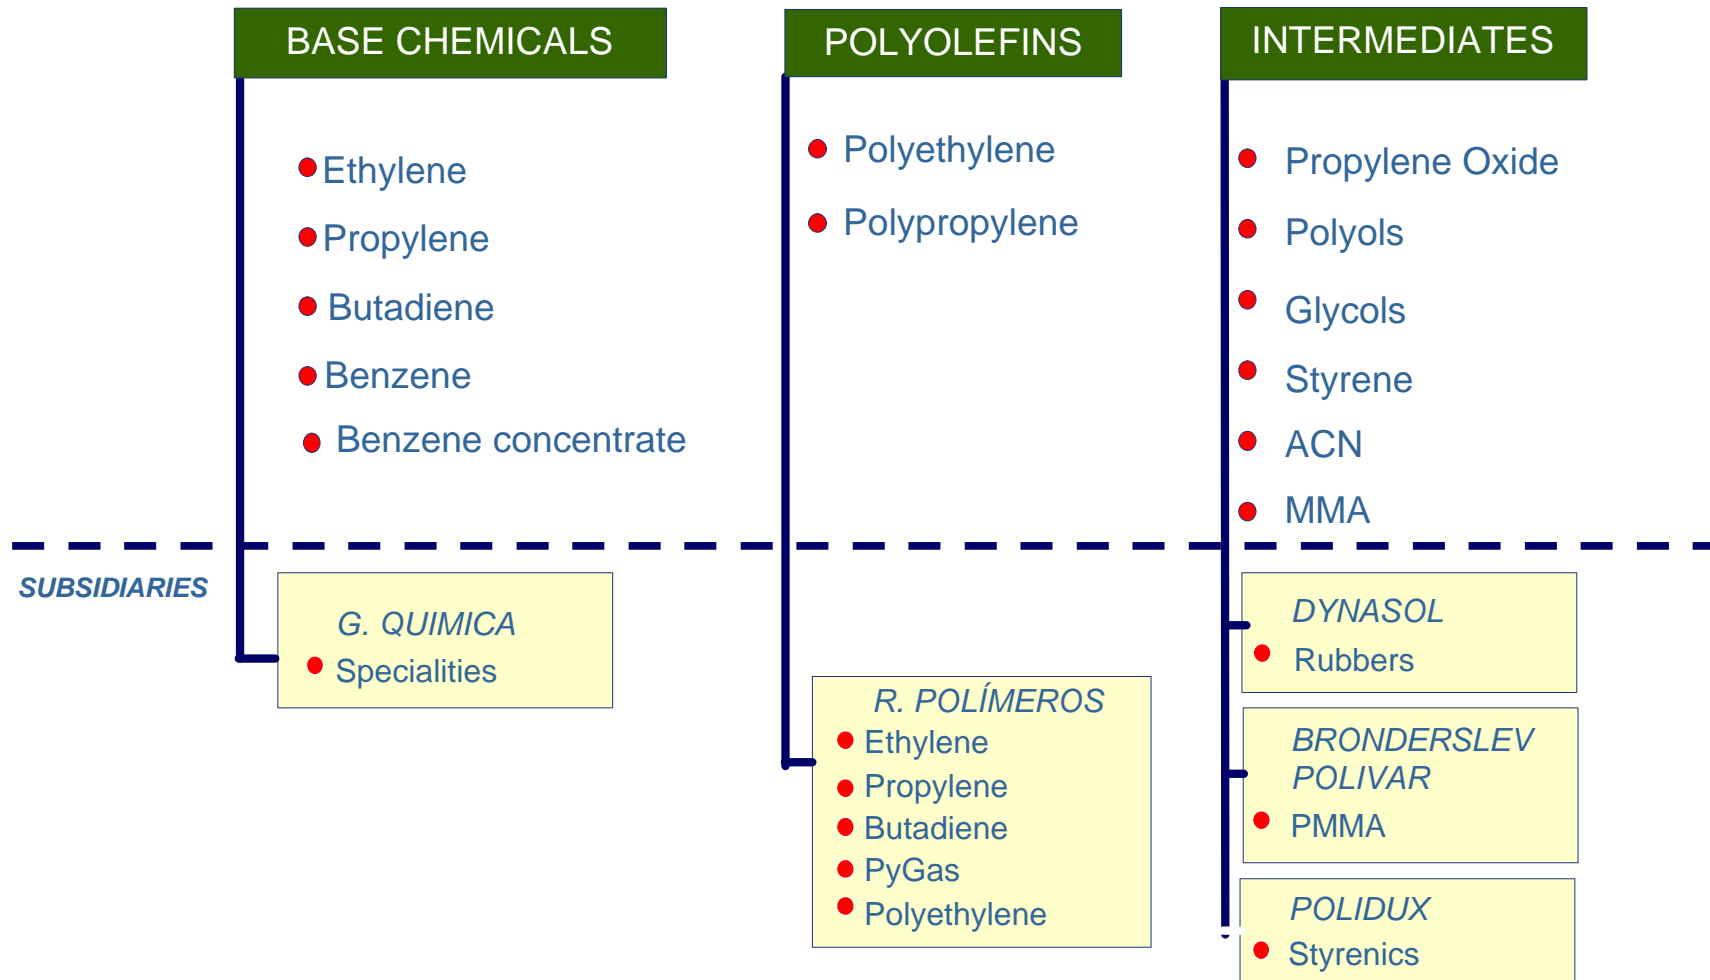 BASE CHEMICALS
Ethylene
Propylene
Butadiene
Benzene
Benzene concentrate
POLYOLEFINS
Polyethylene
Polypropylene
INTERMEDIATES
Propylene Oxide
Polyols
Glycols
Styrene
ACN
MMA
SUBSIDIARIES
G. QUIMICA
Specialities
R. POLÍMEROS
Ethylene
Propylene
Butadiene
PyGas
Polyethylene
DYNASOL
Rubbers
BRONDERSLEV
POLIVAR
PMMA
POLIDUX
Styrenics